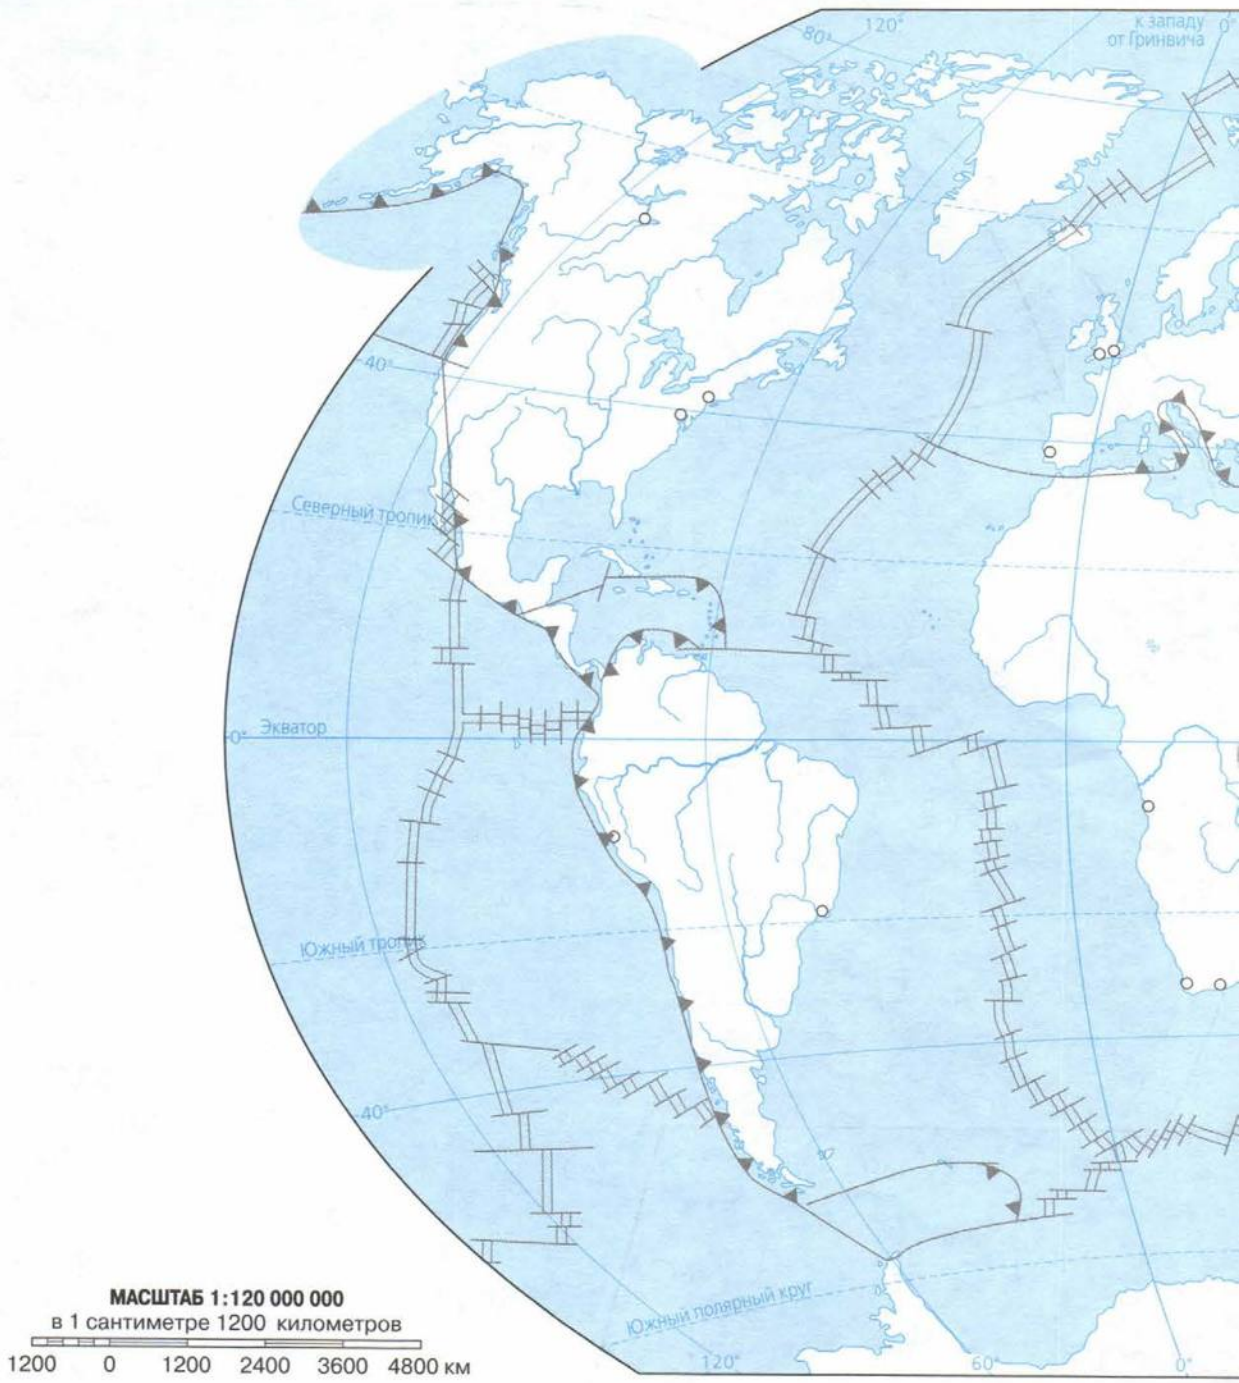 к западу
от Гринвича
0°
120°
80°
40°
Северный тропик
0°
Экватор
Южный тропик
40°
Южный полярный круг
120°
60°
0°
МАСШТАБ 1:120 000 000
в 1 сантиметре 1200 километров
1200 0 1200 2400 3600 4800 км